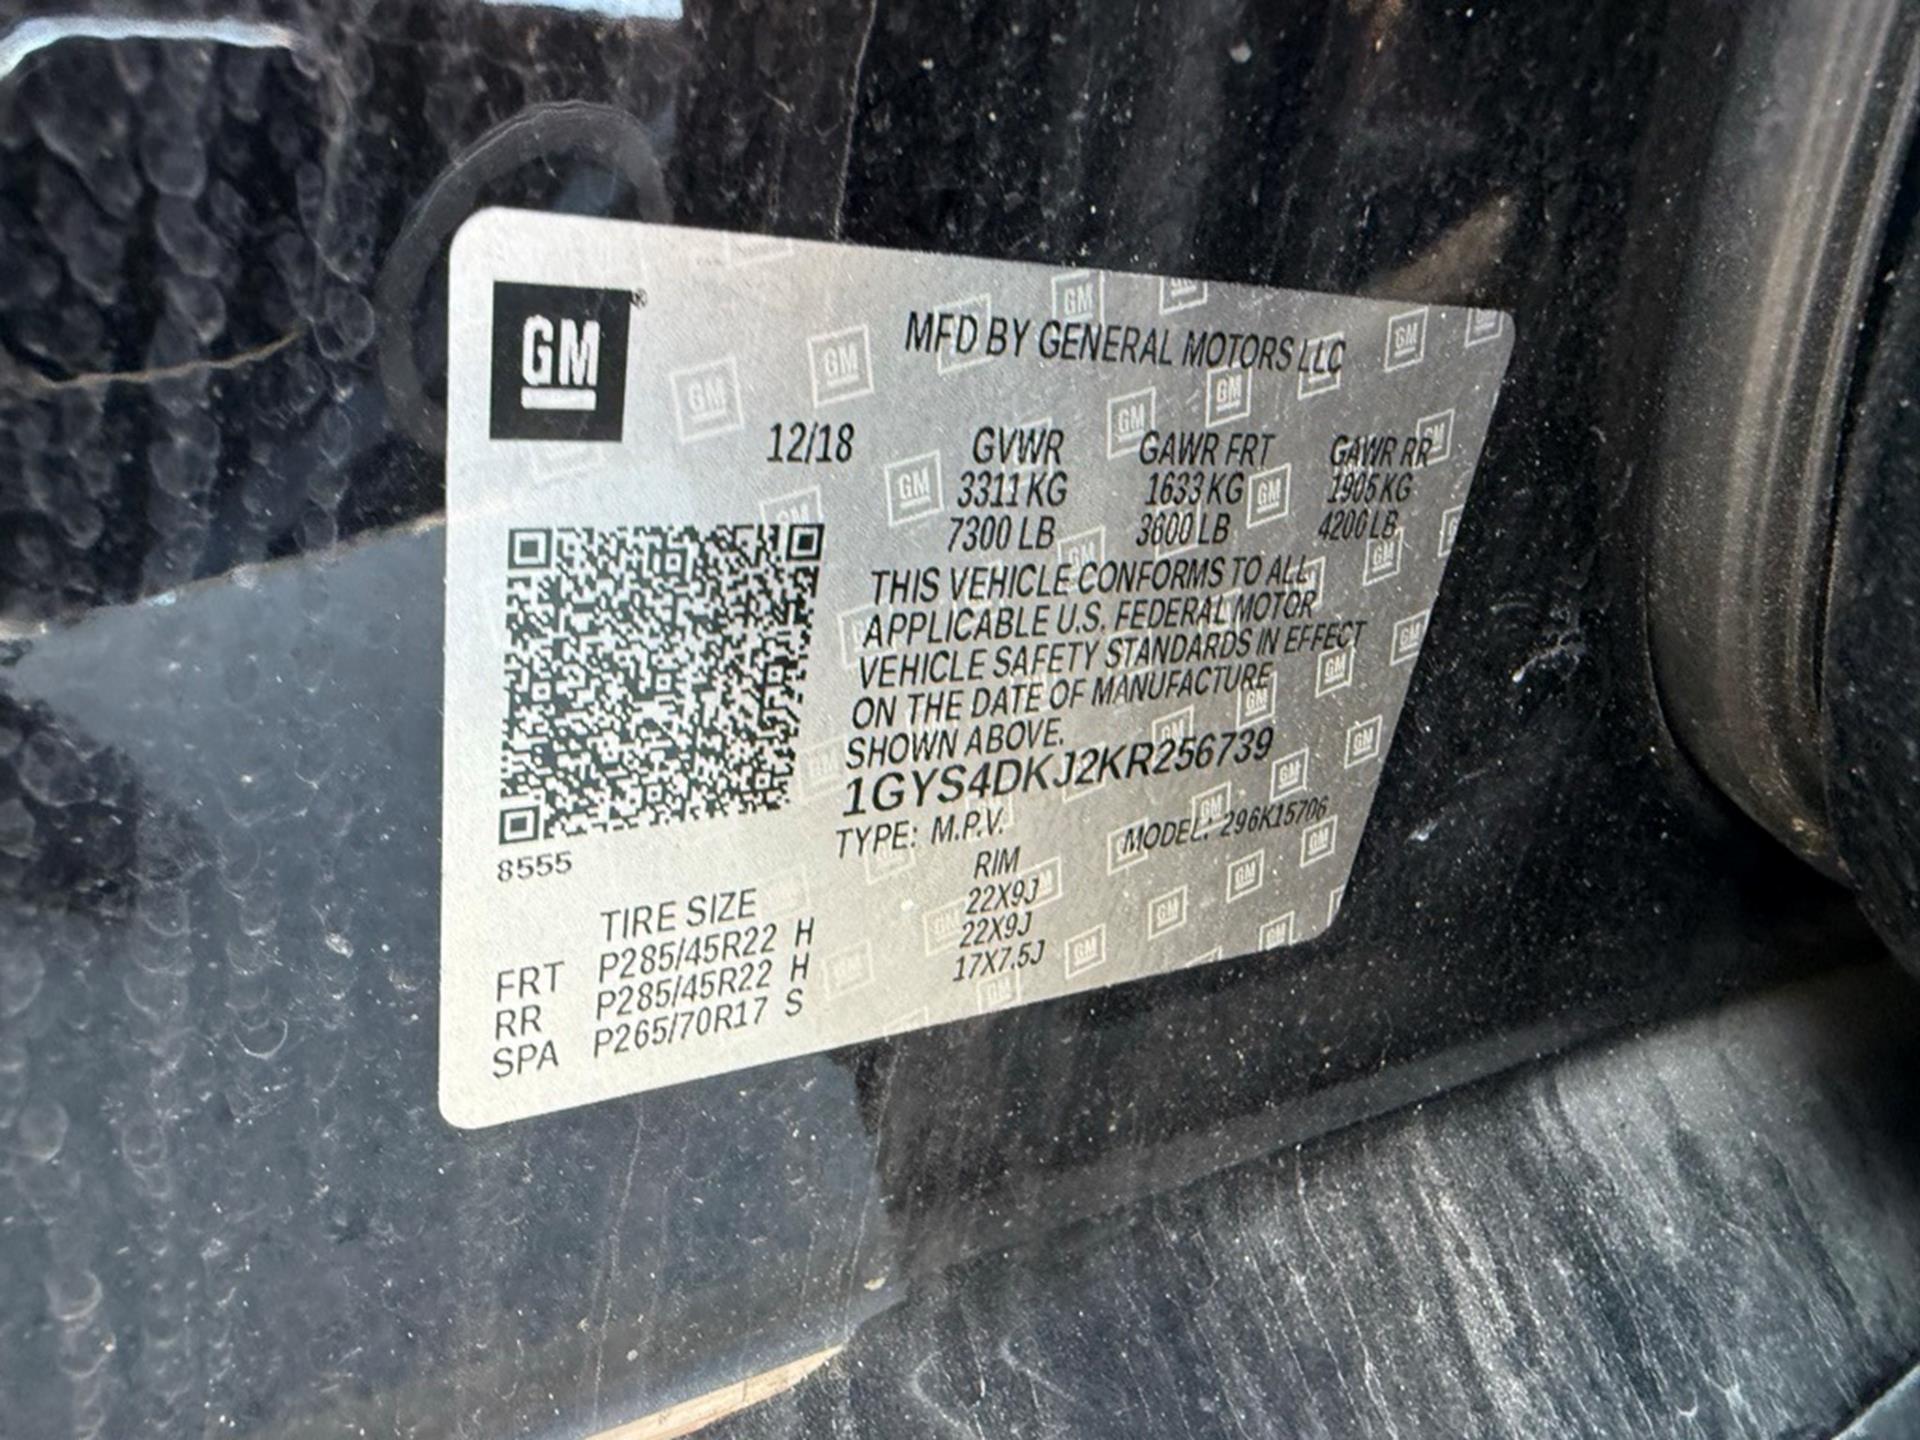 GM®
MFD BY GENERAL MOTORS LLC
12/18 GVWR GAWR FRT GAWR RR
3311 KG 1633 KG 1905 KG
7300 LB 3600 LB 4200 LB
THIS VEHICLE CONFORMS TO ALL
APPLICABLE U.S. FEDERAL MOTOR
VEHICLE SAFETY STANDARDS IN EFFECT
ON THE DATE OF MANUFACTURE
SHOWN ABOVE.
1GYS4DKJ2KR256739
TYPE: M.P.V. MODEL: 296K15706
8555
TIRE SIZE RIM
FRT P285/45R22 H 22X9J
RR P285/45R22 H 22X9J
SPA P265/70R17 S 17X7.5J